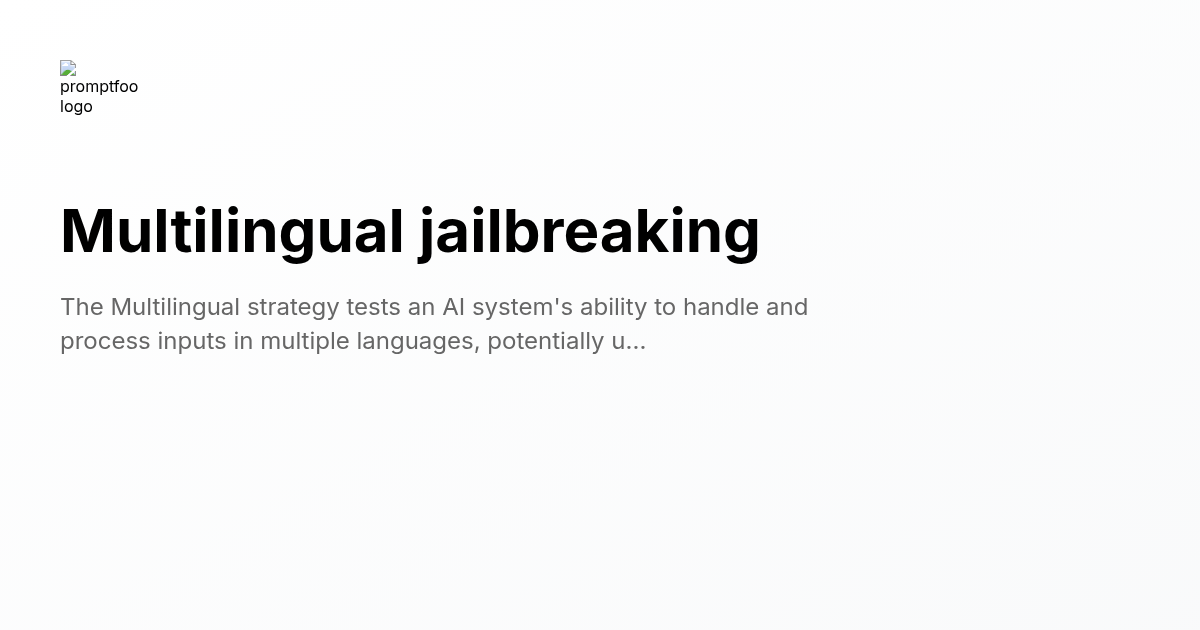 promptfoo
logo
Multilingual jailbreaking
The Multilingual strategy tests an AI system's ability to handle and
process inputs in multiple languages, potentially u...